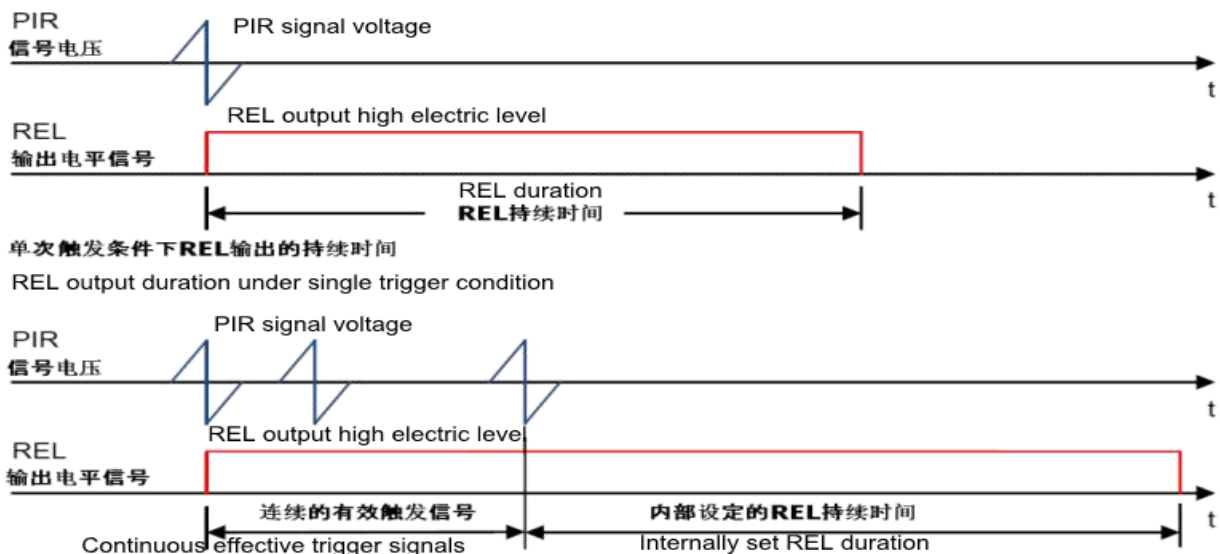 PIR
PIR signal voltage
信号电压
t
REL output high electric level
REL
输出电平信号
t
REL duration
REL持续时间
单次触发条件下REL输出的持续时间
REL output duration under single trigger condition
PIR signal voltage
PIR
信号电压
t
REL output high electric level
REL
输出电平信号
t
连续的有效触发信号
内部设定的REL持续时间
Continuous effective trigger signals
Internally set REL duration